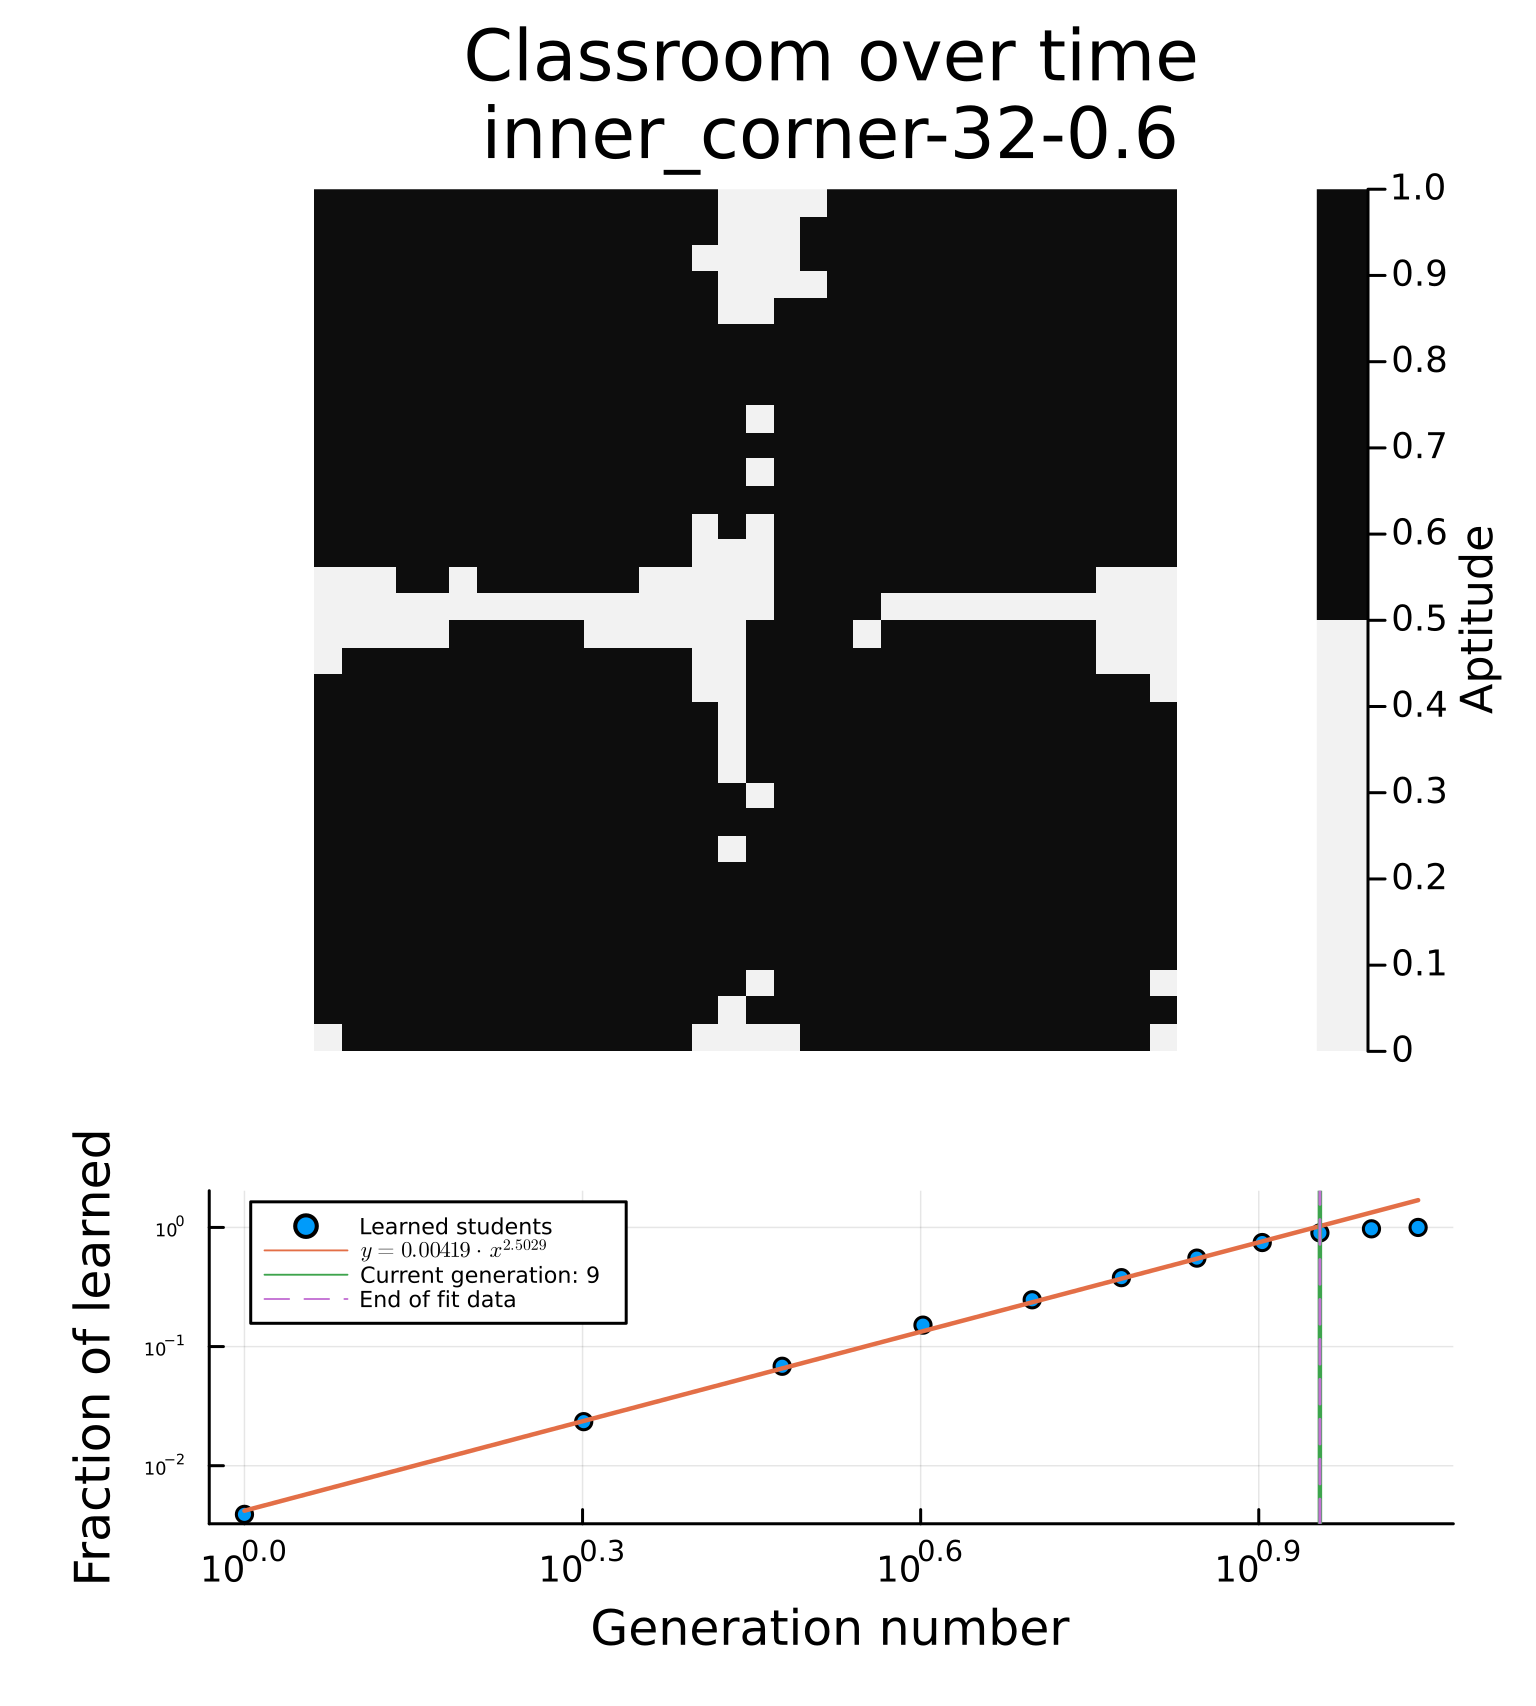 Classroom over time
inner_corner-32-0.6
1.0
0.9
0.8
0.7
0.6
0.5
0.4
0.3
0.2
0.1
0
Aptitude
Fraction of learned
10⁰
10⁻¹
10⁻²
Learned students
y = 0.00419 · x^2.5029
Current generation: 9
End of fit data
10^0.0
10^0.3
10^0.6
10^0.9
Generation number